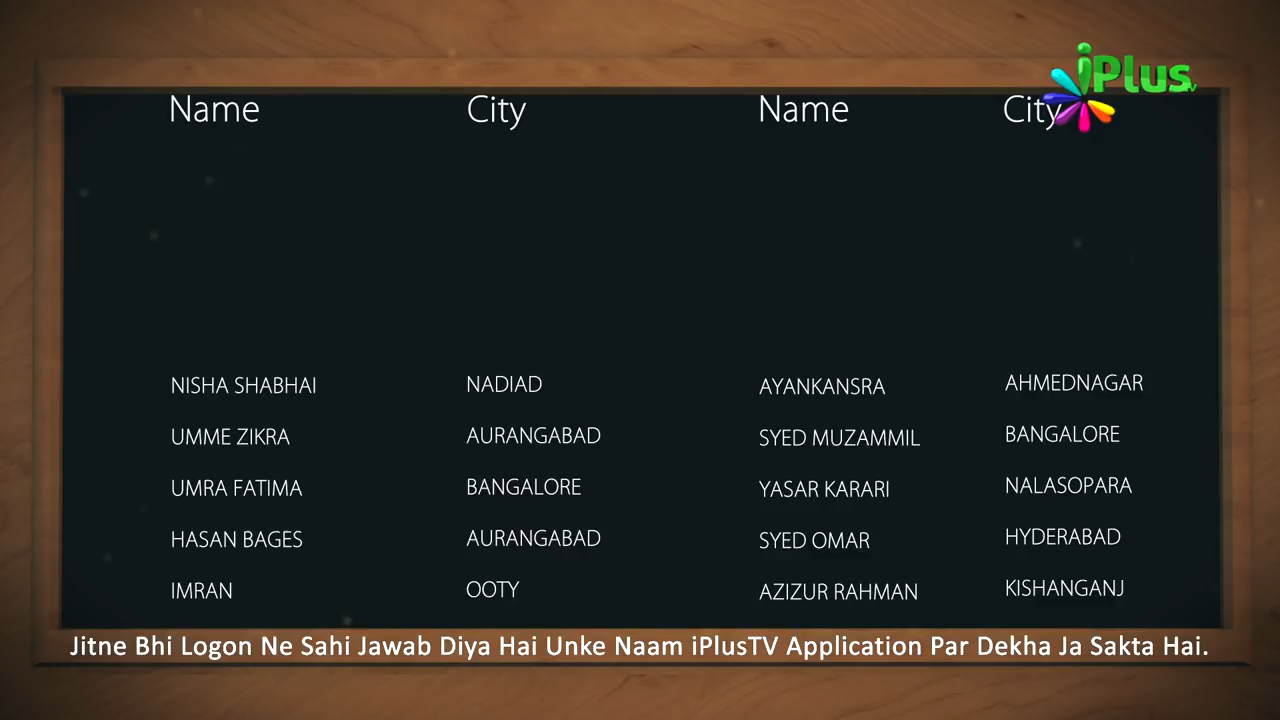 iPlus TV
Name City Name City
NISHA SHABHAI NADIAD AYANKANSRA AHMEDNAGAR
UMME ZIKRA AURANGABAD SYED MUZAMMIL BANGALORE
UMRA FATIMA BANGALORE YASAR KARARI NALASOPARA
HASAN BAGES AURANGABAD SYED OMAR HYDERABAD
IMRAN OOTY AZIZUR RAHMAN KISHANGANJ
Jitne Bhi Logon Ne Sahi Jawab Diya Hai Unke Naam iPlusTV Application Par Dekha Ja Sakta Hai.